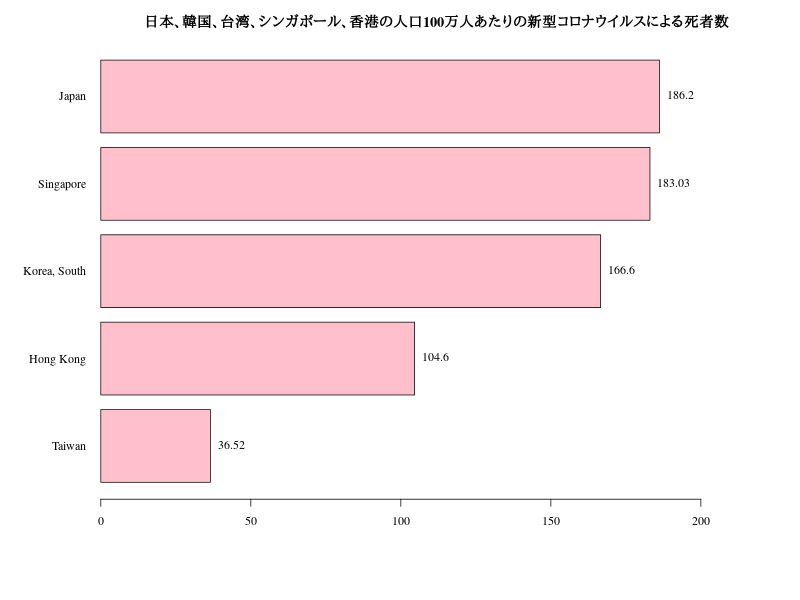 日本、韓国、台湾、シンガポール、香港の人口100万人あたりの新型コロナウイルスによる死者数
Japan 186.2
Singapore 183.03
Korea, South 166.6
Hong Kong 104.6
Taiwan 36.52
0 50 100 150 200